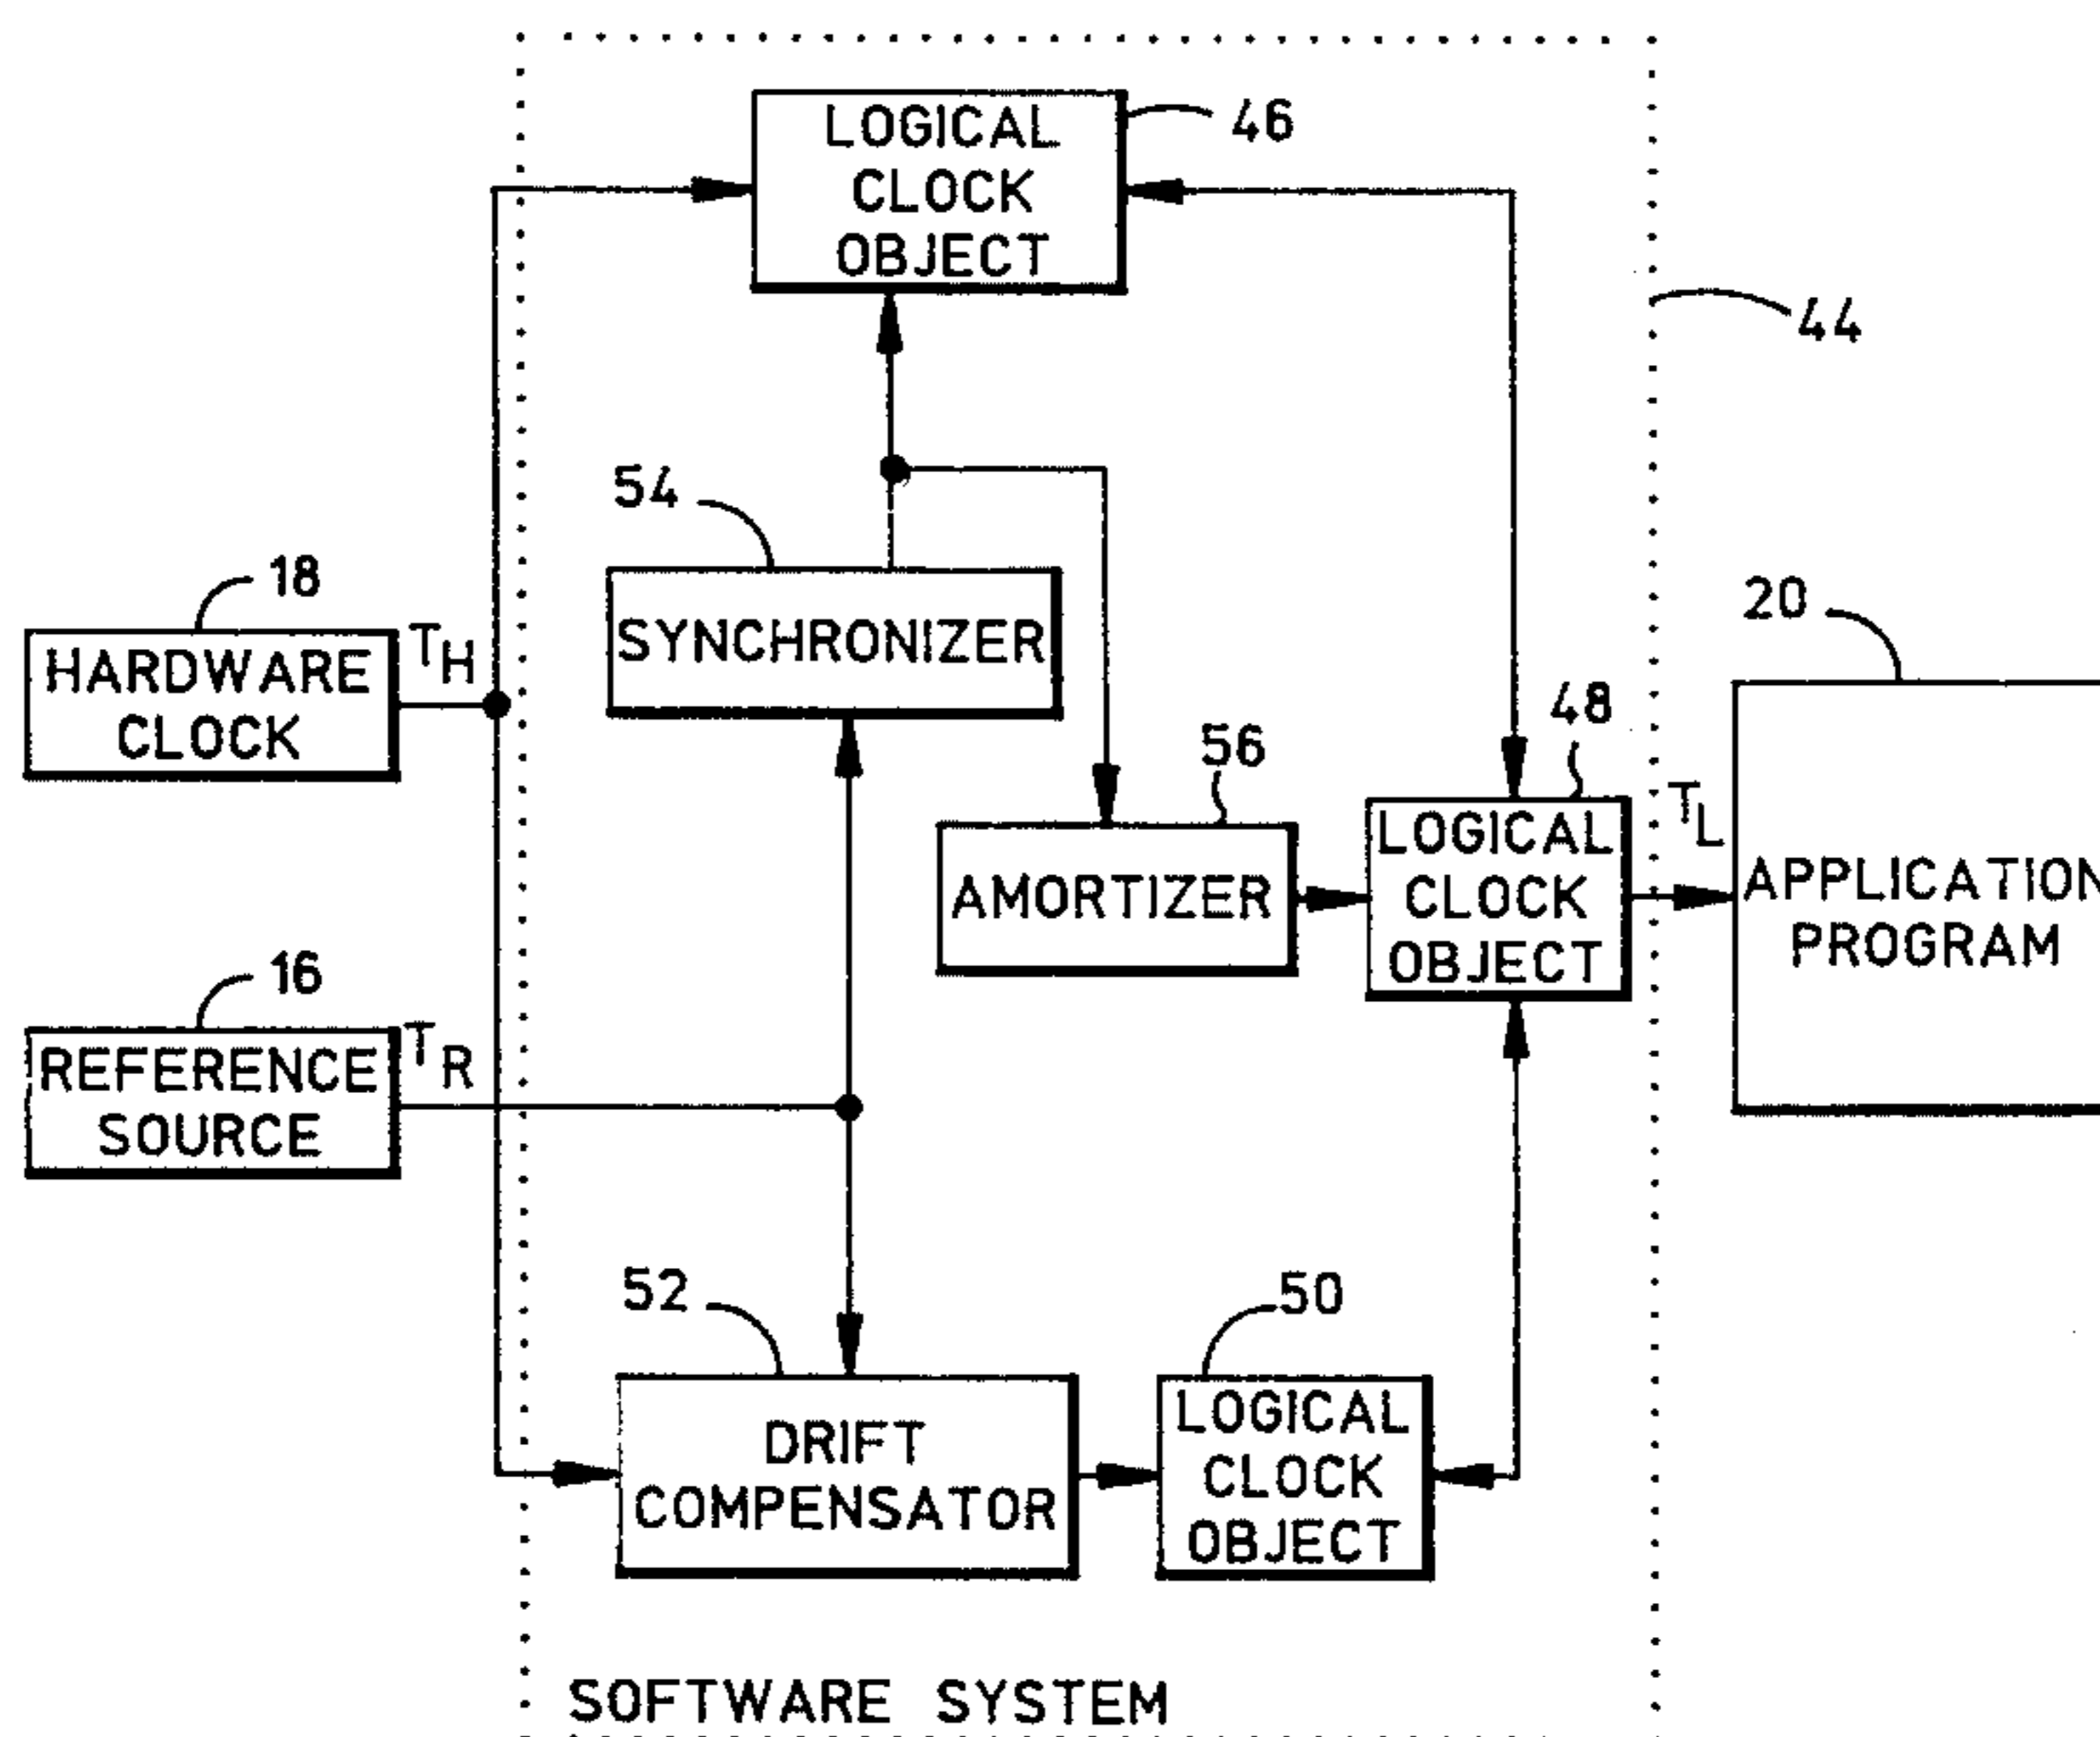 LOGICAL
CLOCK
OBJECT
46
44
54
SYNCHRONIZER
18
HARDWARE
CLOCK
TH
20
48
56
AMORTIZER
LOGICAL
CLOCK
OBJECT
TL
APPLICATION
PROGRAM
16
REFERENCE
SOURCE
TR
52
DRIFT
COMPENSATOR
50
LOGICAL
CLOCK
OBJECT
SOFTWARE SYSTEM